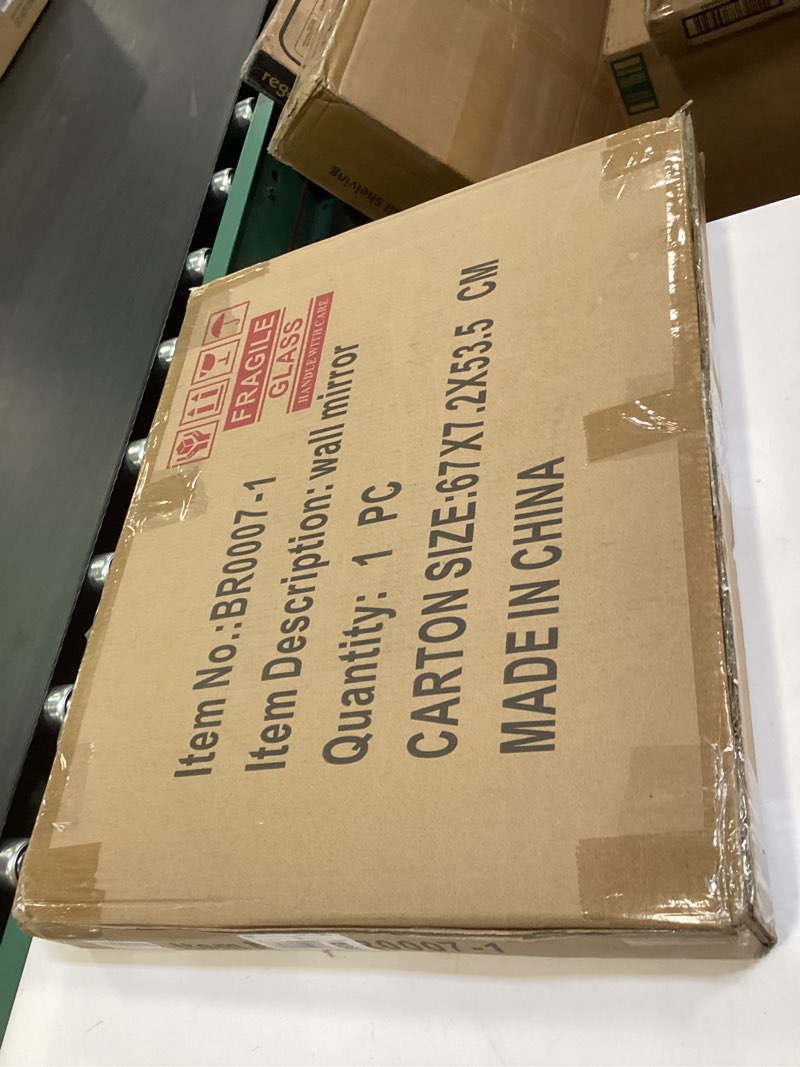 FRAGILE
GLASS
HANDLE WITH CARE
Item No.:BR0007-1
Item Description: wall mirror
Quantity: 1 PC
CARTON SIZE:67X7.2X53.5 CM
MADE IN CHINA
Shelving